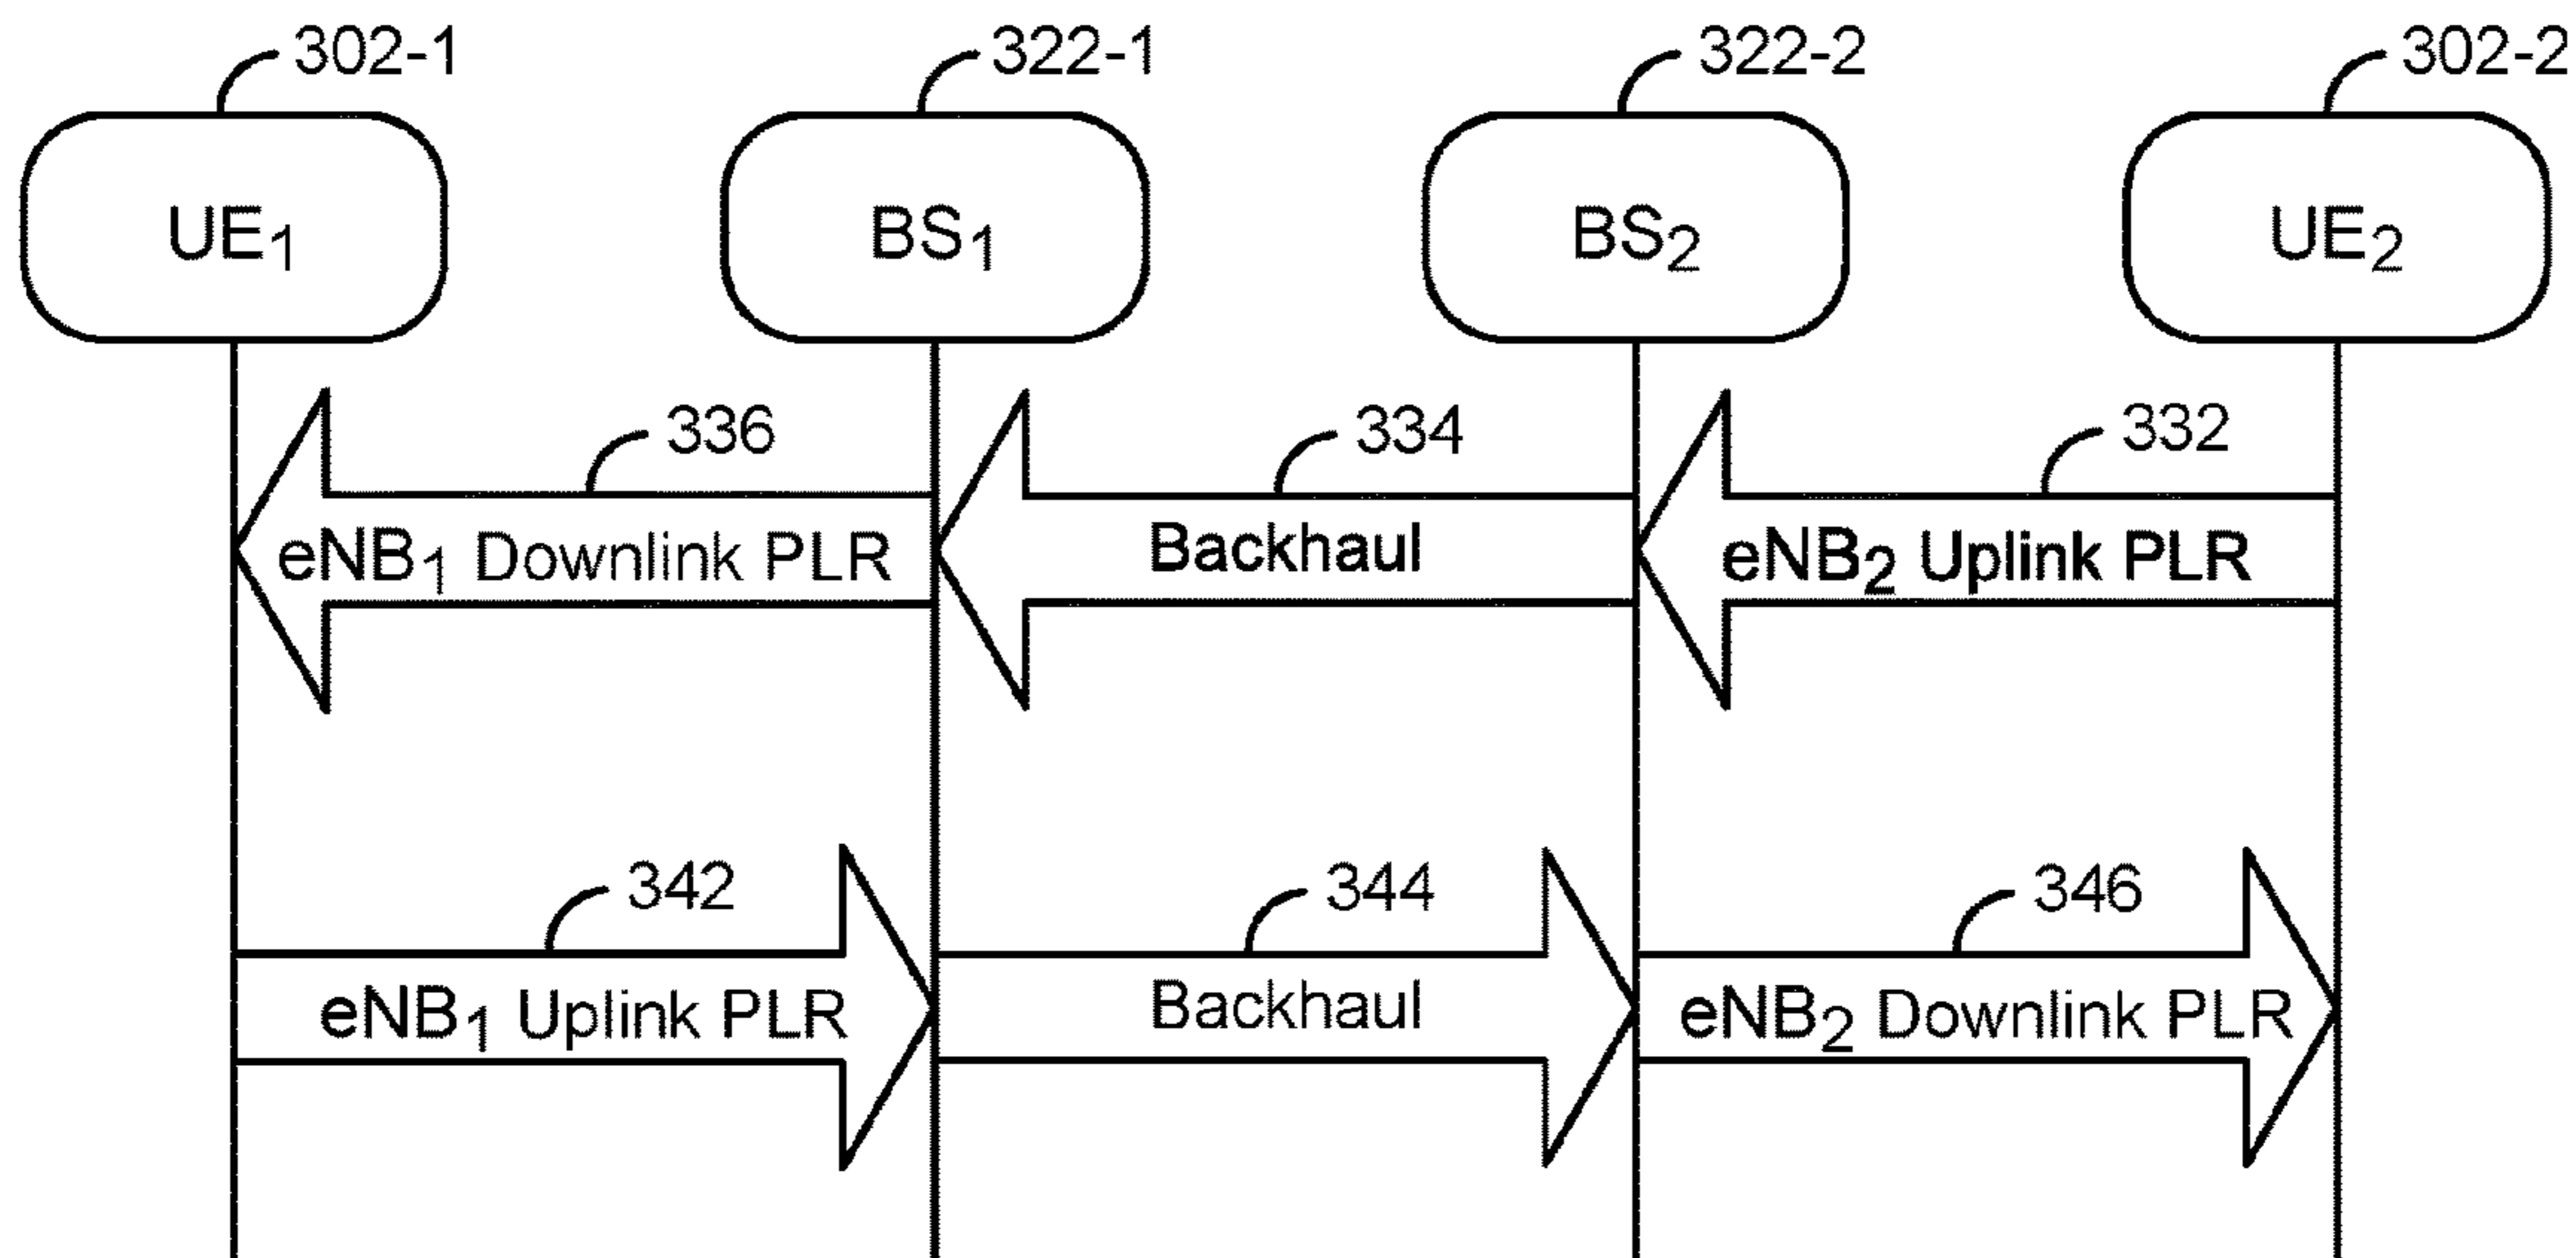 302-1 322-1 322-2 302-2
UE1 BS1 BS2 UE2
336 334 332
eNB1 Downlink PLR Backhaul eNB2 Uplink PLR
342 344 346
eNB1 Uplink PLR Backhaul eNB2 Downlink PLR